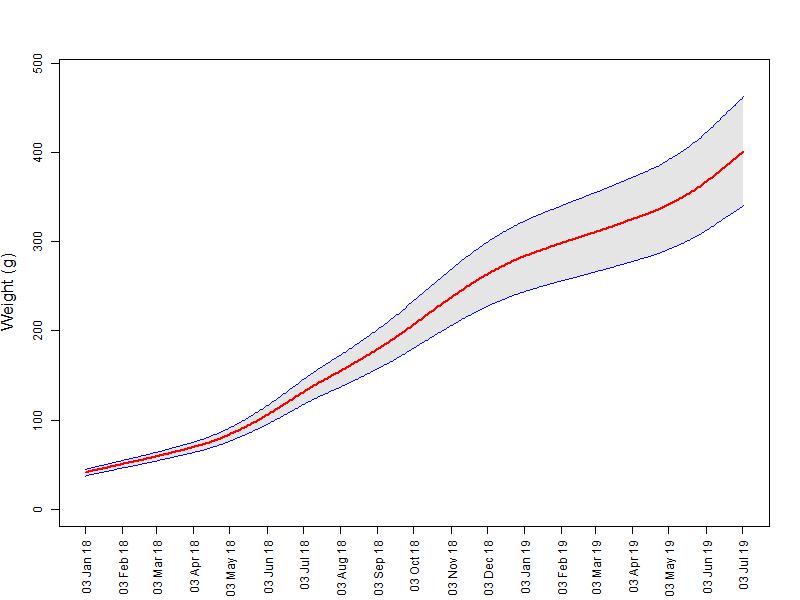 500
400
300
200
100
0
Weight (g)
03 Jan 18
03 Feb 18
03 Mar 18
03 Apr 18
03 May 18
03 Jun 18
03 Jul 18
03 Aug 18
03 Sep 18
03 Oct 18
03 Nov 18
03 Dec 18
03 Jan 19
03 Feb 19
03 Mar 19
03 Apr 19
03 May 19
03 Jun 19
03 Jul 19